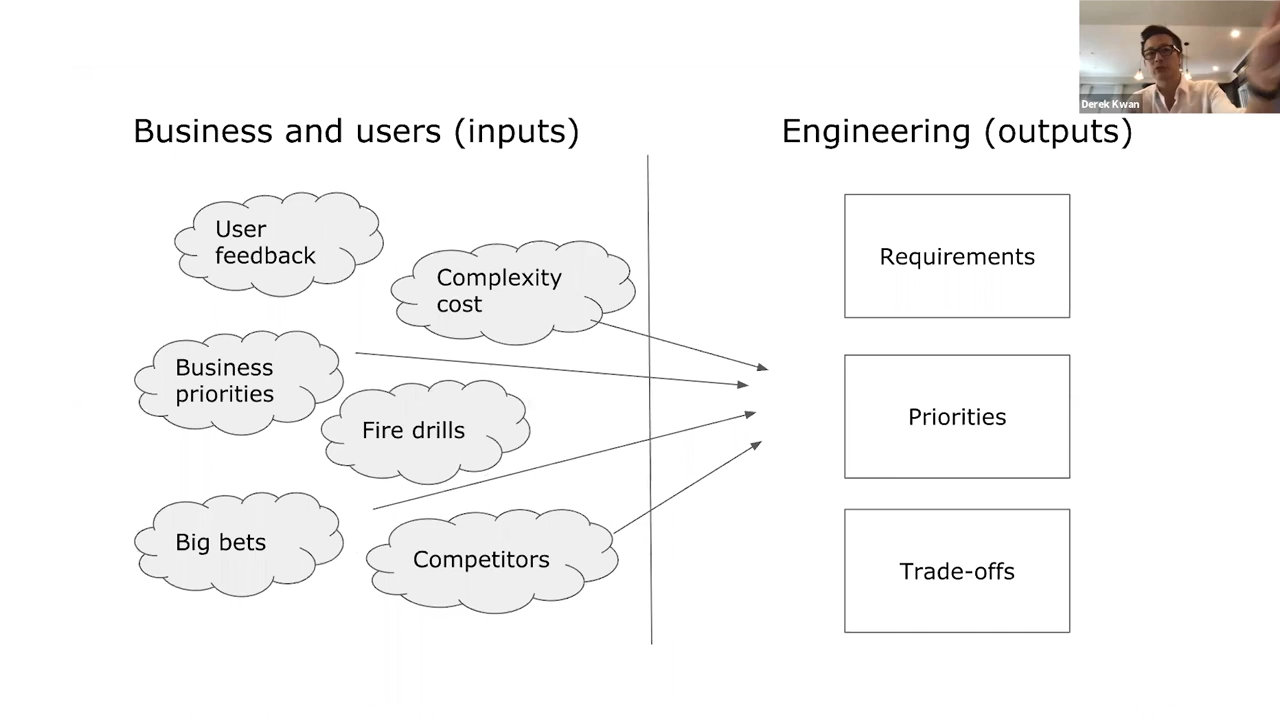 Derek Kwan
Business and users (inputs)
Engineering (outputs)
User
feedback
Complexity
cost
Business
priorities
Fire drills
Big bets
Competitors
Requirements
Priorities
Trade-offs